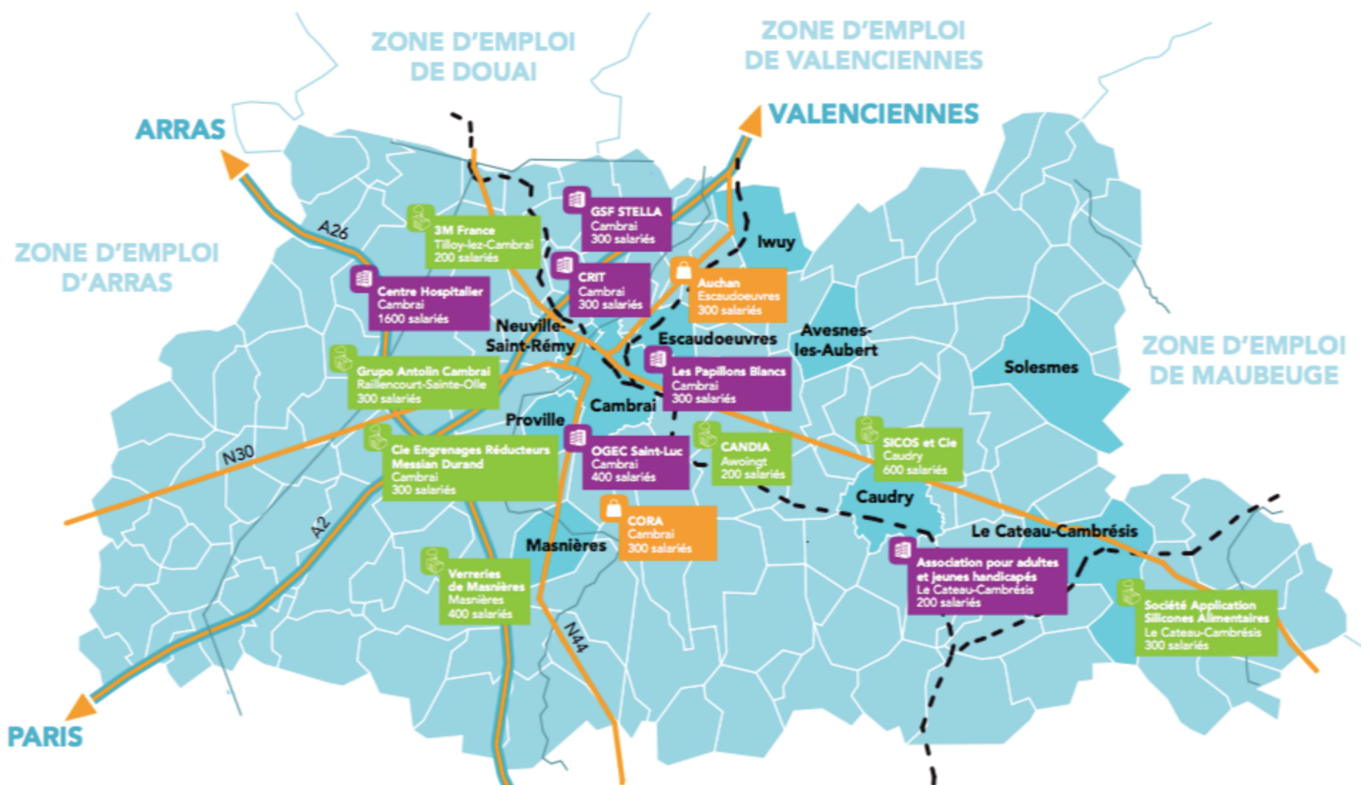 ZONE D'EMPLOI
DE DOUAI
ZONE D'EMPLOI
DE VALENCIENNES
ARRAS
VALENCIENNES
ZONE D'EMPLOI
D'ARRAS
A26
3M France
Tilloy-lez-Cambrai
200 salariés
GSF STELLA
Cambrai
300 salariés
Iwuy
Centre Hospitalier
Cambrai
1600 salariés
CRIT
Cambrai
300 salariés
Auchan
Escaudoeuvres
300 salariés
Neuville-
Saint-Rémy
Escaudoeuvres
Avesnes-
les-Aubert
Solesmes
ZONE D'EMPLOI
DE MAUBEUGE
Grupo Antolin Cambrai
Raillencourt-Sainte-Olle
300 salariés
Les Papillons Blancs
Cambrai
300 salariés
Proville
Cambrai
N30
Cie Engrenages Réducteurs
Messian Durand
Cambrai
300 salariés
OGEC Saint-Luc
Cambrai
400 salariés
CANDIA
Awoingt
200 salariés
SICOS et Cie
Caudry
600 salariés
Caudry
A2
CORA
Cambrai
300 salariés
Masnières
Le Cateau-Cambrésis
Verreries
de Masnières
Masnières
400 salariés
Association pour adultes
et jeunes handicapés
Le Cateau-Cambrésis
200 salariés
Société Application
Silicones Alimentaires
Le Cateau-Cambrésis
300 salariés
N44
PARIS